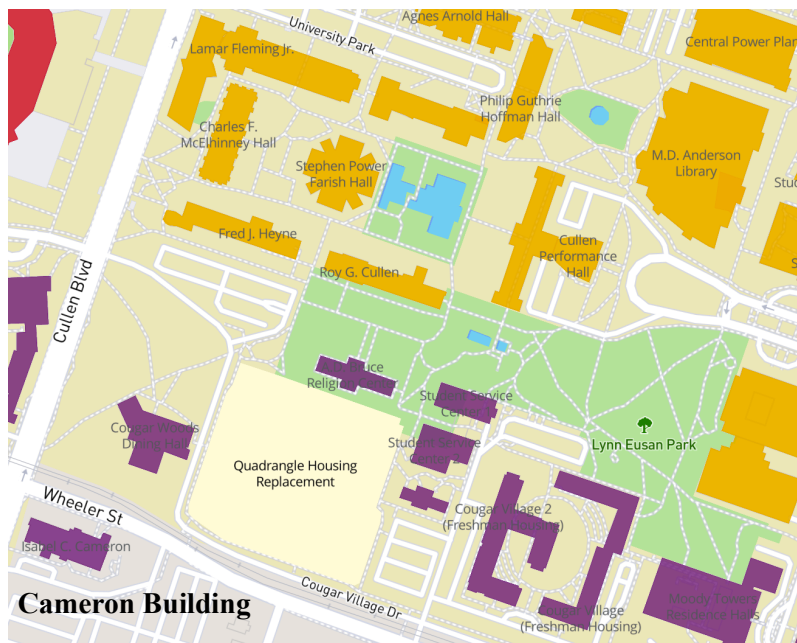 Agnes Arnold Hall
University Park
Central Power Plan
Lamar Fleming Jr.
Philip Guthrie
Hoffman Hall
Charles F.
McElhinney Hall
M.D. Anderson
Library
Stephen Power
Farish Hall
Stud
Fred J. Heyne
Cullen
Performance
Hall
S
Roy G. Cullen
Cullen Blvd
Religion
Student Service
Center 1
Cougar Woods
Dining Hall
Student Service
Center 2
Lynn Eusan Park
Quadrangle Housing
Replacement
Wheeler St
Cougar Village 2
(Freshman Housing)
Isabel C. Cameron
Cougar Village Dr
Cameron Building
Cougar Village
(Freshman Housing)
Moody Towers
Residence Halls